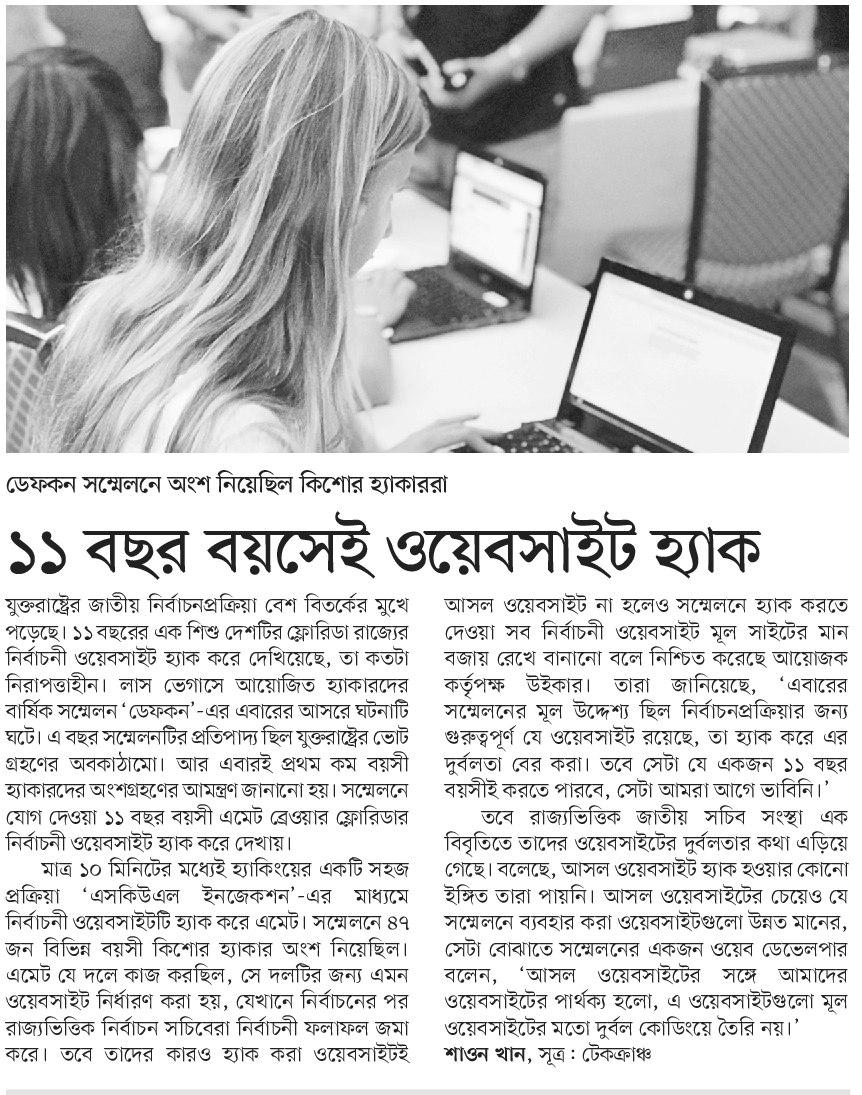 ডেফকন সম্মেলনে অংশ নিয়েছিল কিশোর হ্যাকাররা
১১ বছর বয়সেই ওয়েবসাইট হ্যাক
যুক্তরাষ্ট্রের জাতীয় নির্বাচনপ্রক্রিয়া বেশ বিতর্কের মুখে
পড়েছে। ১১ বছরের এক শিশু দেশটির ফ্লোরিডা রাজ্যের
নির্বাচনী ওয়েবসাইট হ্যাক করে দেখিয়েছে, তা কতটা
নিরাপত্তাহীন। লাস ভেগাসে আয়োজিত হ্যাকারদের
বার্ষিক সম্মেলন ‘ডেফকন’-এর এবারের আসরে ঘটনাটি
ঘটে। এ বছর সম্মেলনটির প্রতিপাদ্য ছিল যুক্তরাষ্ট্রের ভোট
গ্রহণের অবকাঠামো। আর এবারই প্রথম কম বয়সী
হ্যাকারদের অংশগ্রহণের আমন্ত্রণ জানানো হয়। সম্মেলনে
যোগ দেওয়া ১১ বছর বয়সী এমেট ব্রেওয়ার ফ্লোরিডার
নির্বাচনী ওয়েবসাইট হ্যাক করে দেখায়।
মাত্র ১০ মিনিটের মধ্যেই হ্যাকিংয়ের একটি সহজ
প্রক্রিয়া ‘এসকিউএল ইনজেকশন’-এর মাধ্যমে
নির্বাচনী ওয়েবসাইটটি হ্যাক করে এমেট। সম্মেলনে ৪৭
জন বিভিন্ন বয়সী কিশোর হ্যাকার অংশ নিয়েছিল।
এমেট যে দলে কাজ করছিল, সে দলটির জন্য এমন
ওয়েবসাইট নির্ধারণ করা হয়, যেখানে নির্বাচনের পর
রাজ্যভিত্তিক নির্বাচন সচিবেরা নির্বাচনী ফলাফল জমা
করে। তবে তাদের কারও হ্যাক করা ওয়েবসাইটই
আসল ওয়েবসাইট না হলেও সম্মেলনে হ্যাক করতে
দেওয়া সব নির্বাচনী ওয়েবসাইট মূল সাইটের মান
বজায় রেখে বানানো বলে নিশ্চিত করেছে আয়োজক
কর্তৃপক্ষ উইকার। তারা জানিয়েছে, ‘এবারের
সম্মেলনের মূল উদ্দেশ্য ছিল নির্বাচনপ্রক্রিয়ার জন্য
গুরুত্বপূর্ণ যে ওয়েবসাইট রয়েছে, তা হ্যাক করে এর
দুর্বলতা বের করা। তবে সেটা যে একজন ১১ বছর
বয়সীই করতে পারবে, সেটা আমরা আগে ভাবিনি।’
তবে রাজ্যভিত্তিক জাতীয় সচিব সংস্থা এক
বিবৃতিতে তাদের ওয়েবসাইটের দুর্বলতার কথা এড়িয়ে
গেছে। বলেছে, আসল ওয়েবসাইট হ্যাক হওয়ার কোনো
ইঙ্গিত তারা পায়নি। আসল ওয়েবসাইটের চেয়েও যে
সম্মেলনে ব্যবহার করা ওয়েবসাইটগুলো উন্নত মানের,
সেটা বোঝাতে সম্মেলনের একজন ওয়েব ডেভেলপার
বলেন, ‘আসল ওয়েবসাইটের সঙ্গে আমাদের
ওয়েবসাইটের পার্থক্য হলো, এ ওয়েবসাইটগুলো মূল
ওয়েবসাইটের মতো দুর্বল কোডিংয়ে তৈরি নয়।’
শাওন খান, সূত্র : টেকক্রাঞ্চ